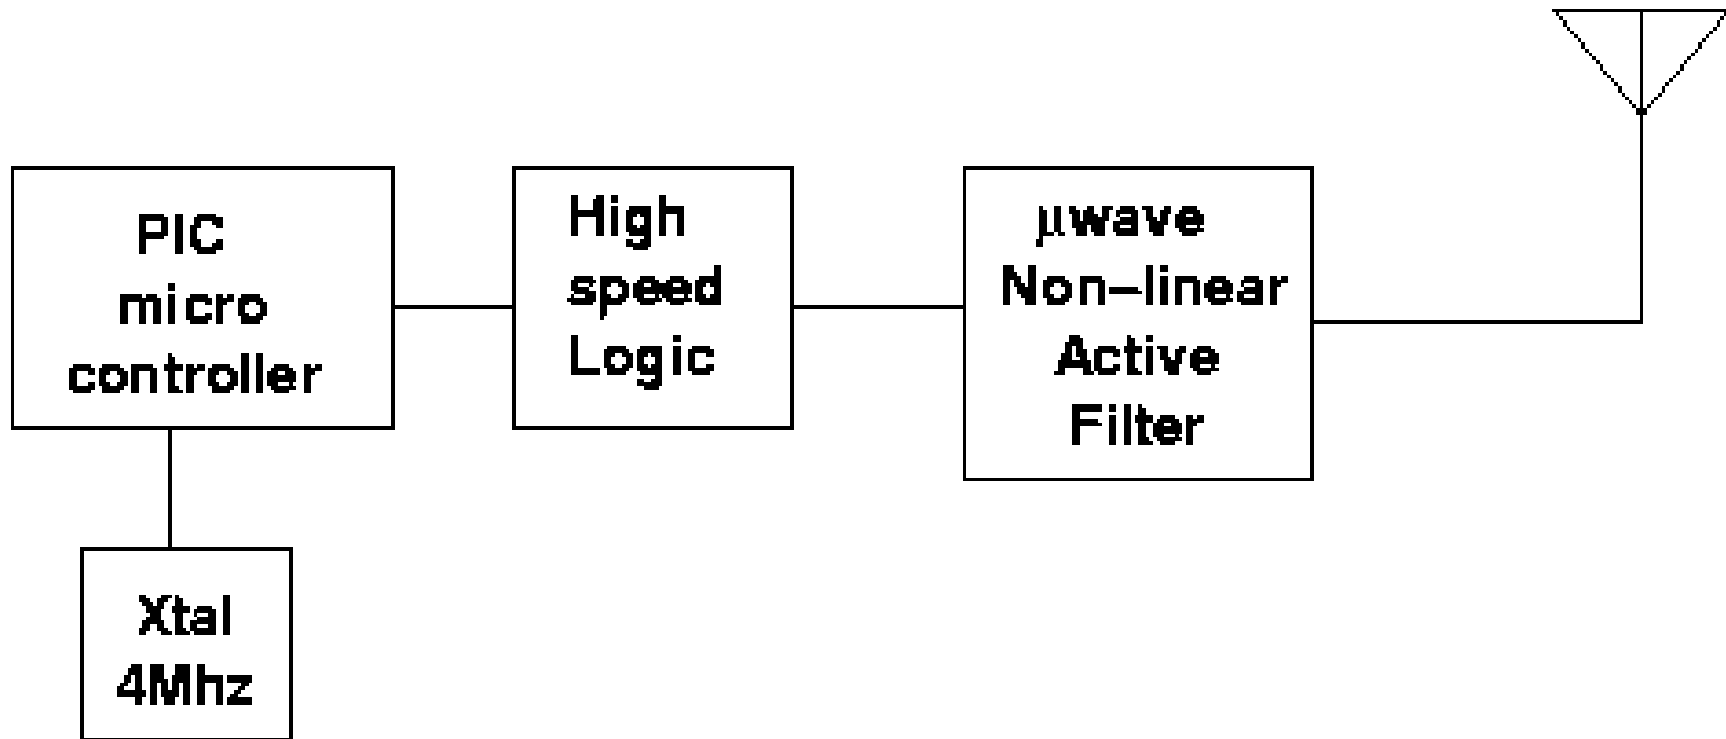 PIC
micro
controller
High
speed
Logic
µwave
Non–linear
Active
Filter
Xtal
4Mhz